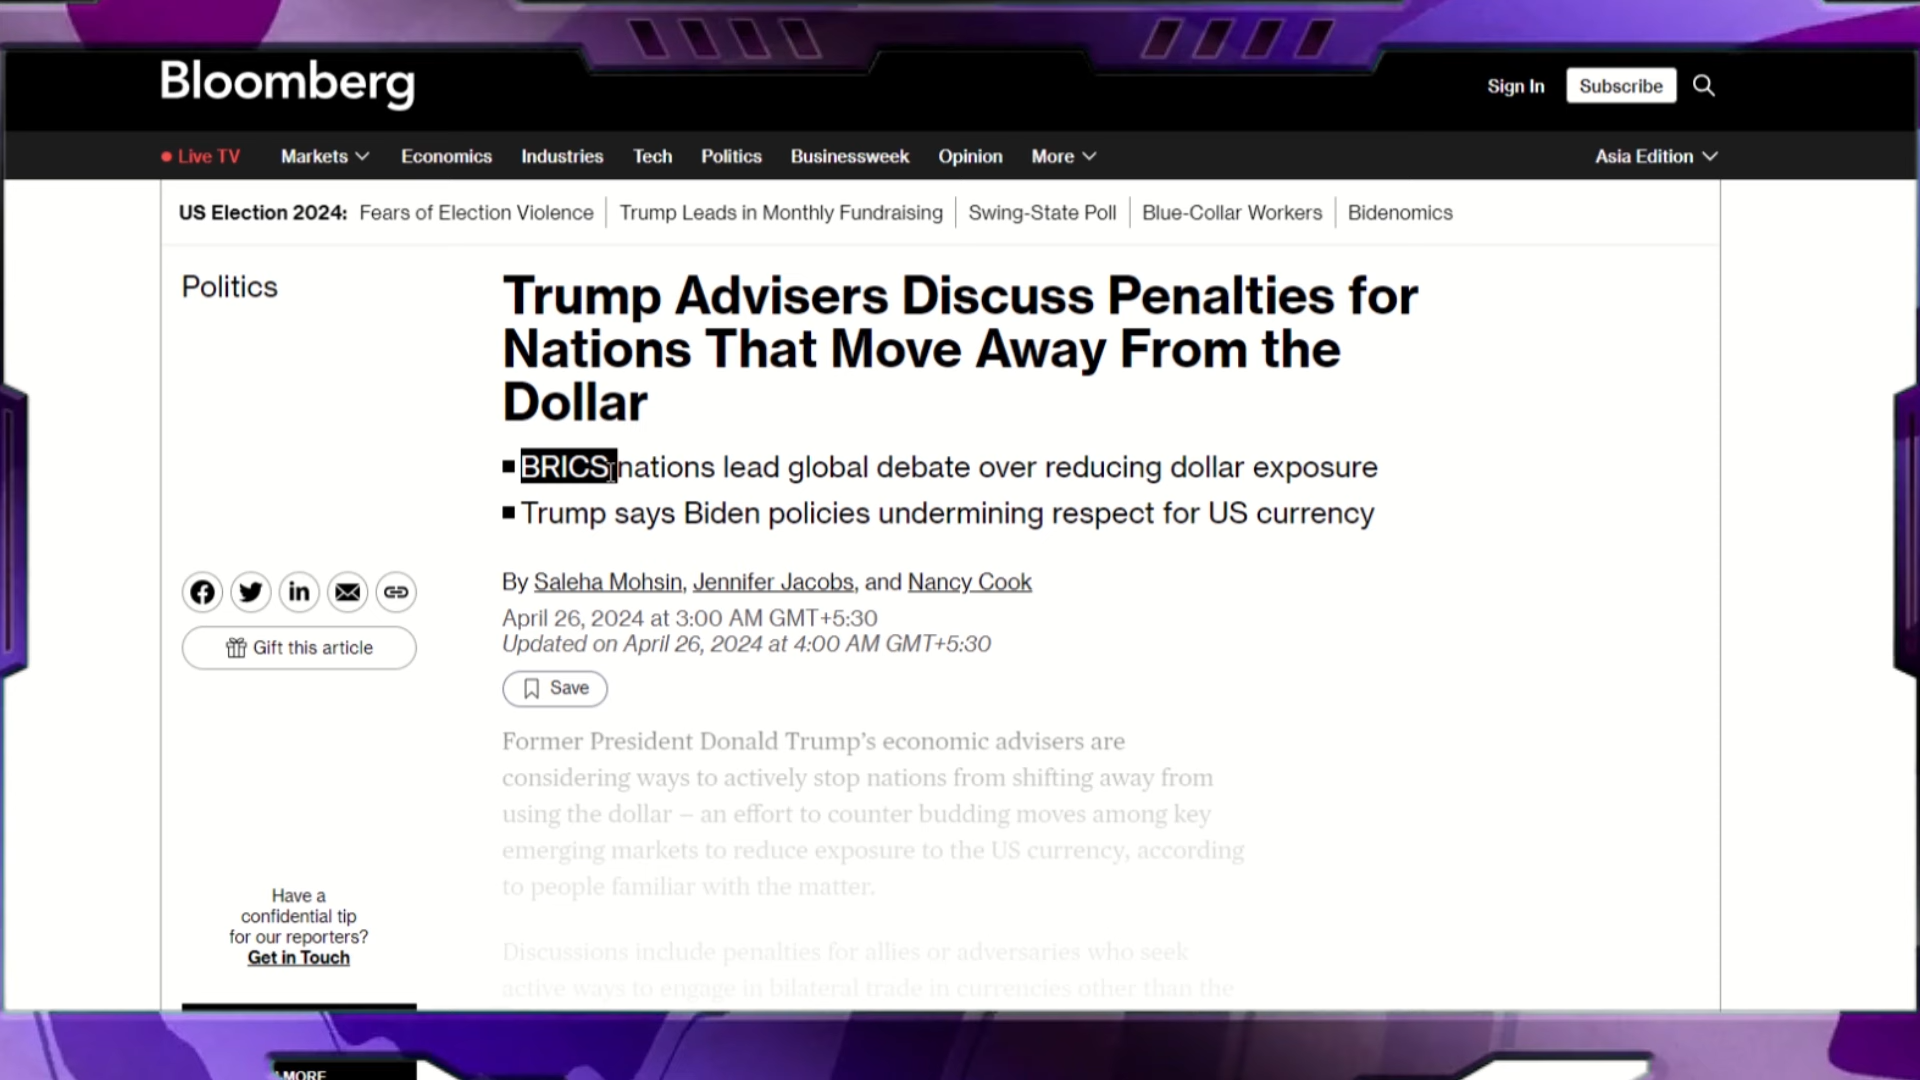 Bloomberg
Sign In
Subscribe
Live TV
Markets
Economics
Industries
Tech
Politics
Businessweek
Opinion
More
Asia Edition
US Election 2024:
Fears of Election Violence
Trump Leads in Monthly Fundraising
Swing-State Poll
Blue-Collar Workers
Bidenomics
Politics
Trump Advisers Discuss Penalties for
Nations That Move Away From the
Dollar
BRICS nations lead global debate over reducing dollar exposure
Trump says Biden policies undermining respect for US currency
By Saleha Mohsin, Jennifer Jacobs, and Nancy Cook
April 26, 2024 at 3:00 AM GMT+5:30
Updated on April 26, 2024 at 4:00 AM GMT+5:30
Gift this article
Save
Former President Donald Trump's economic advisers are
considering ways to actively stop nations from shifting away from
using the dollar – an effort to counter budding moves among key
emerging markets to reduce exposure to the US currency, according
to people familiar with the matter.
Discussions include penalties for allies or adversaries who seek
active ways to engage in bilateral trade in currencies other than the
Have a
confidential tip
for our reporters?
Get in Touch
MORE